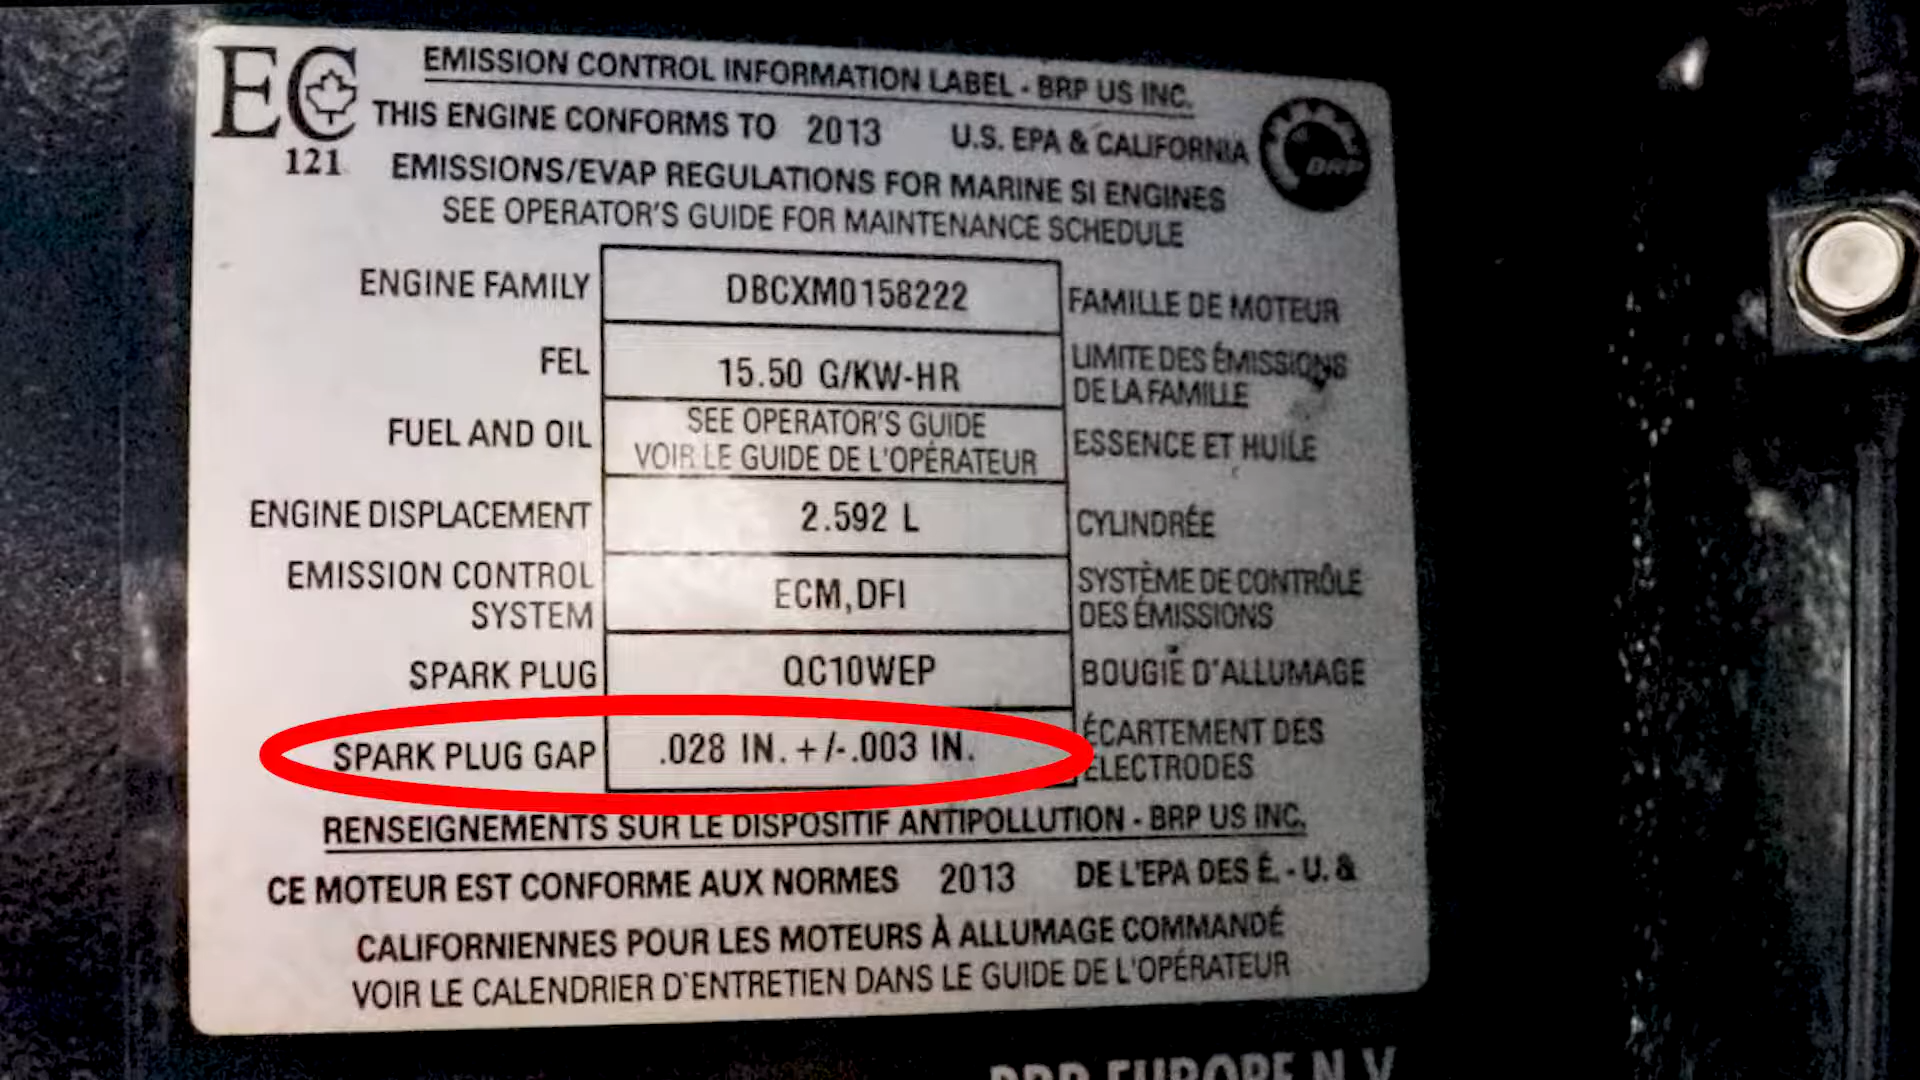 EC
121
EMISSION CONTROL INFORMATION LABEL - BRP US INC.
THIS ENGINE CONFORMS TO 2013 U.S. EPA & CALIFORNIA
BRP
EMISSIONS/EVAP REGULATIONS FOR MARINE SI ENGINES
SEE OPERATOR'S GUIDE FOR MAINTENANCE SCHEDULE
ENGINE FAMILY DBCXM0158222 FAMILLE DE MOTEUR
FEL 15.50 G/KW-HR LIMITE DES ÉMISSIONS
DE LA FAMILLE
FUEL AND OIL SEE OPERATOR'S GUIDE ESSENCE ET HUILE
VOIR LE GUIDE DE L'OPÉRATEUR
ENGINE DISPLACEMENT 2.592 L CYLINDRÉE
EMISSION CONTROL ECM,DFI SYSTÈME DE CONTRÔLE
SYSTEM DES ÉMISSIONS
SPARK PLUG QC10WEP BOUGIE D'ALLUMAGE
SPARK PLUG GAP .028 IN. +/-.003 IN. ÉCARTEMENT DES
ÉLECTRODES
RENSEIGNEMENTS SUR LE DISPOSITIF ANTIPOLLUTION - BRP US INC.
CE MOTEUR EST CONFORME AUX NORMES 2013 DE L'EPA DES É. - U. &
CALIFORNIENNES POUR LES MOTEURS À ALLUMAGE COMMANDÉ
VOIR LE CALENDRIER D'ENTRETIEN DANS LE GUIDE DE L'OPÉRATEUR
BRP EUROPE N.V.